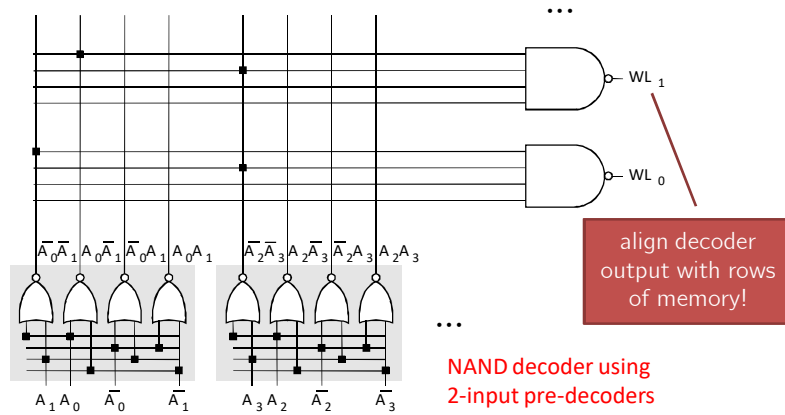 ...
WL 1
WL 0
A̅0A̅1 A0A̅1 A̅0A1 A0A1 A̅2A̅3 A2A̅3 A̅2A3 A2A3
align decoder
output with rows
of memory!
...
A1 A0 A̅0 A̅1 A3 A2 A̅2 A̅3
NAND decoder using
2-input pre-decoders